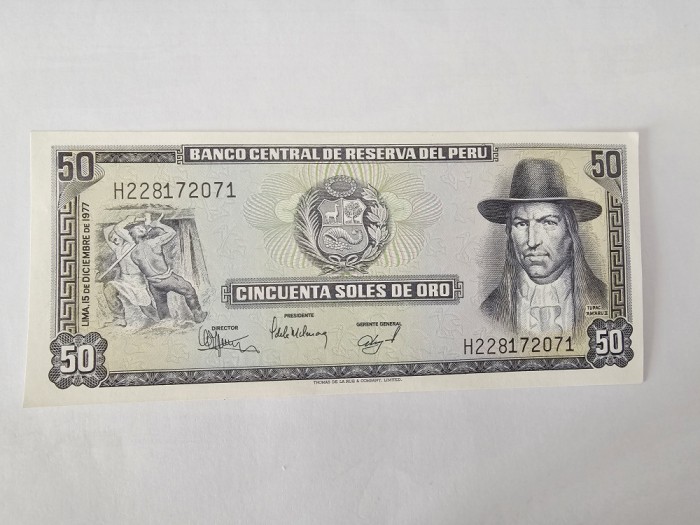 BANCO CENTRAL DE RESERVA DEL PERU
50
50
H228172071
LIMA, 15 DE DICIEMBRE DE 1977
CINCUENTA SOLES DE ORO
TUPAC
AMARU II
DIRECTOR
PRESIDENTE
GERENTE GENERAL
H228172071
50
50
THOMAS DE LA RUE & COMPANY, LIMITED.